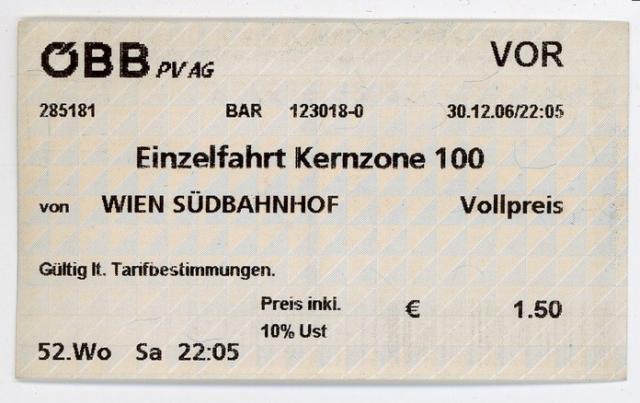 ÖBB PV AG VOR
285181 BAR 123018-0 30.12.06/22:05
Einzelfahrt Kernzone 100
von WIEN SÜDBAHNHOF Vollpreis
Gültig lt. Tarifbestimmungen.
Preis inkl. € 1.50
10% Ust
52.Wo Sa 22:05